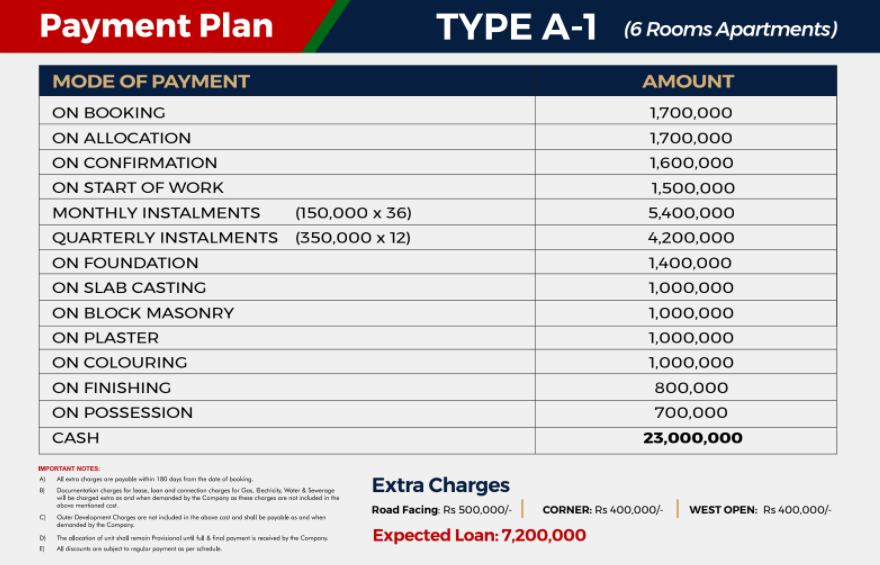 Payment Plan TYPE A-1 (6 Rooms Apartments)
MODE OF PAYMENT AMOUNT
ON BOOKING 1,700,000
ON ALLOCATION 1,700,000
ON CONFIRMATION 1,600,000
ON START OF WORK 1,500,000
MONTHLY INSTALMENTS (150,000 x 36) 5,400,000
QUARTERLY INSTALMENTS (350,000 x 12) 4,200,000
ON FOUNDATION 1,400,000
ON SLAB CASTING 1,000,000
ON BLOCK MASONRY 1,000,000
ON PLASTER 1,000,000
ON COLOURING 1,000,000
ON FINISHING 800,000
ON POSSESSION 700,000
CASH 23,000,000
IMPORTANT NOTES:
A) All extra charges are payable within 180 days from the date of booking.
B) Documentation charges for lease, loan and connection charges for Gas, Electricity, Water & Sewerage
will be charged extra as and when demanded by the Company as these charges are not included in the
above mentioned cost.
C) Outer Development Charges are not included in the above cost and shall be payable as and when
demanded by the Company.
D) The allocation of unit shall remain Provisional until full & final payment is received by the Company.
E) All discounts are subject to regular payment as per schedule.
Extra Charges
Road Facing: Rs 500,000/- CORNER: Rs 400,000/- WEST OPEN: Rs 400,000/-
Expected Loan: 7,200,000